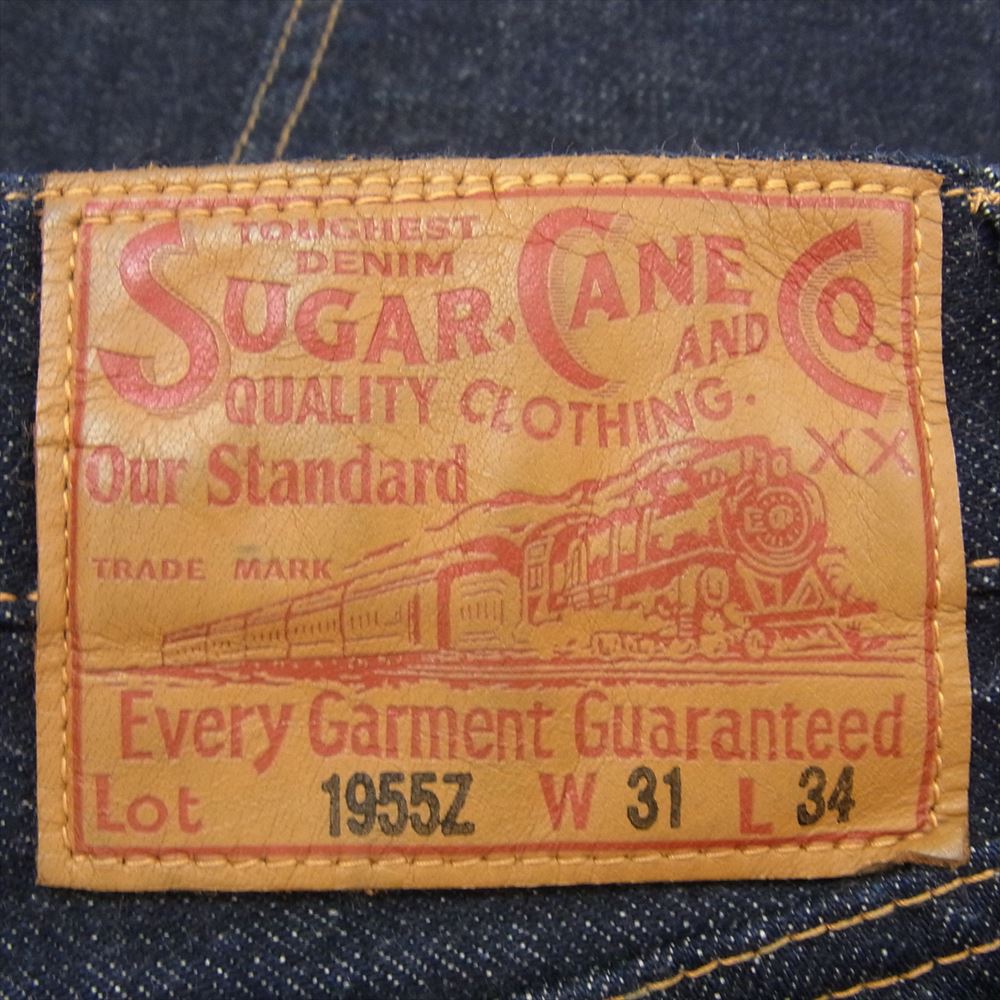 TOUGHEST
DENIM
SUGAR CANE CO.
AND
QUALITY CLOTHING.
XX
Our Standard
TRADE MARK
Every Garment Guaranteed
Lot 1955Z W 31 L 34